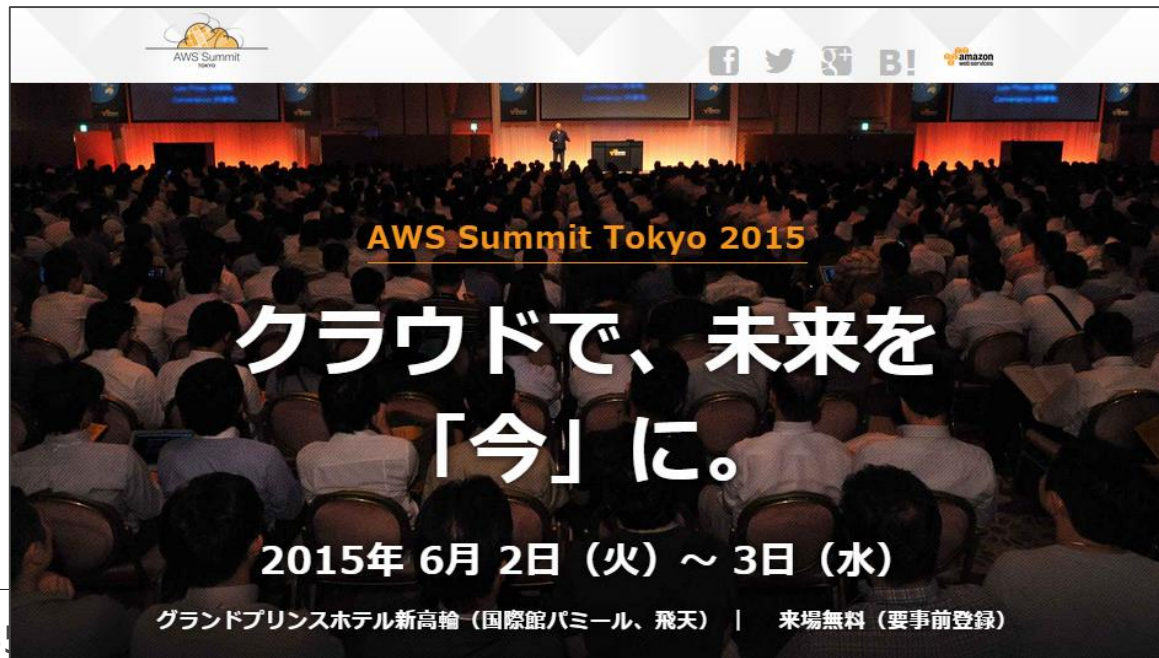 AWS Summit
TOKYO
f g+ B!
amazon
web services
AWS Summit Tokyo 2015
クラウドで、未来を
「今」に。
2015年 6月 2日（火）～ 3日（水）
グランドプリンスホテル新高輪（国際館パミール、飛天） ｜ 来場無料（要事前登録）